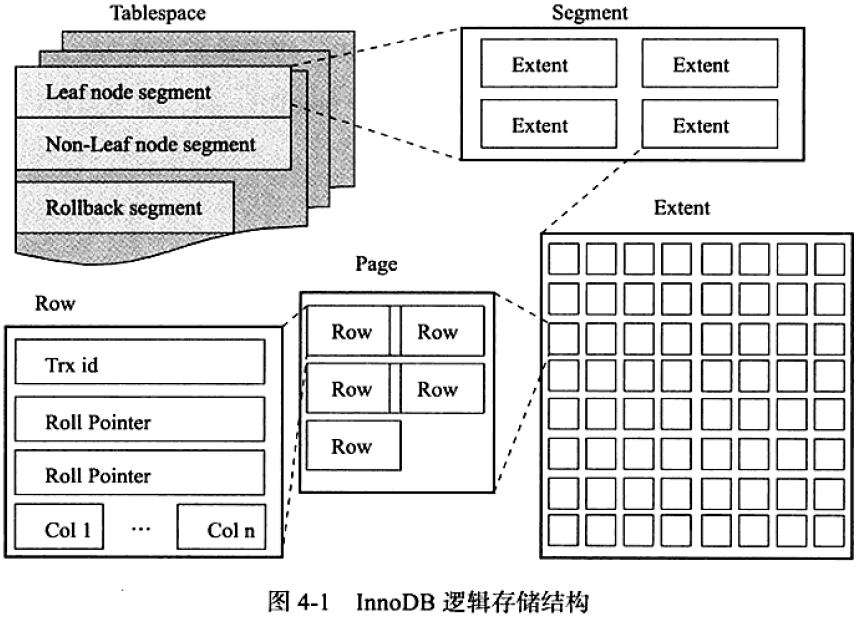 Tablespace
Leaf node segment
Non-Leaf node segment
Rollback segment
Segment
Extent
Extent
Extent
Extent
Extent
Page
Row
Row
Row
Row
Row
Row
Trx id
Roll Pointer
Roll Pointer
Col 1
...
Col n
图 4-1 InnoDB 逻辑存储结构